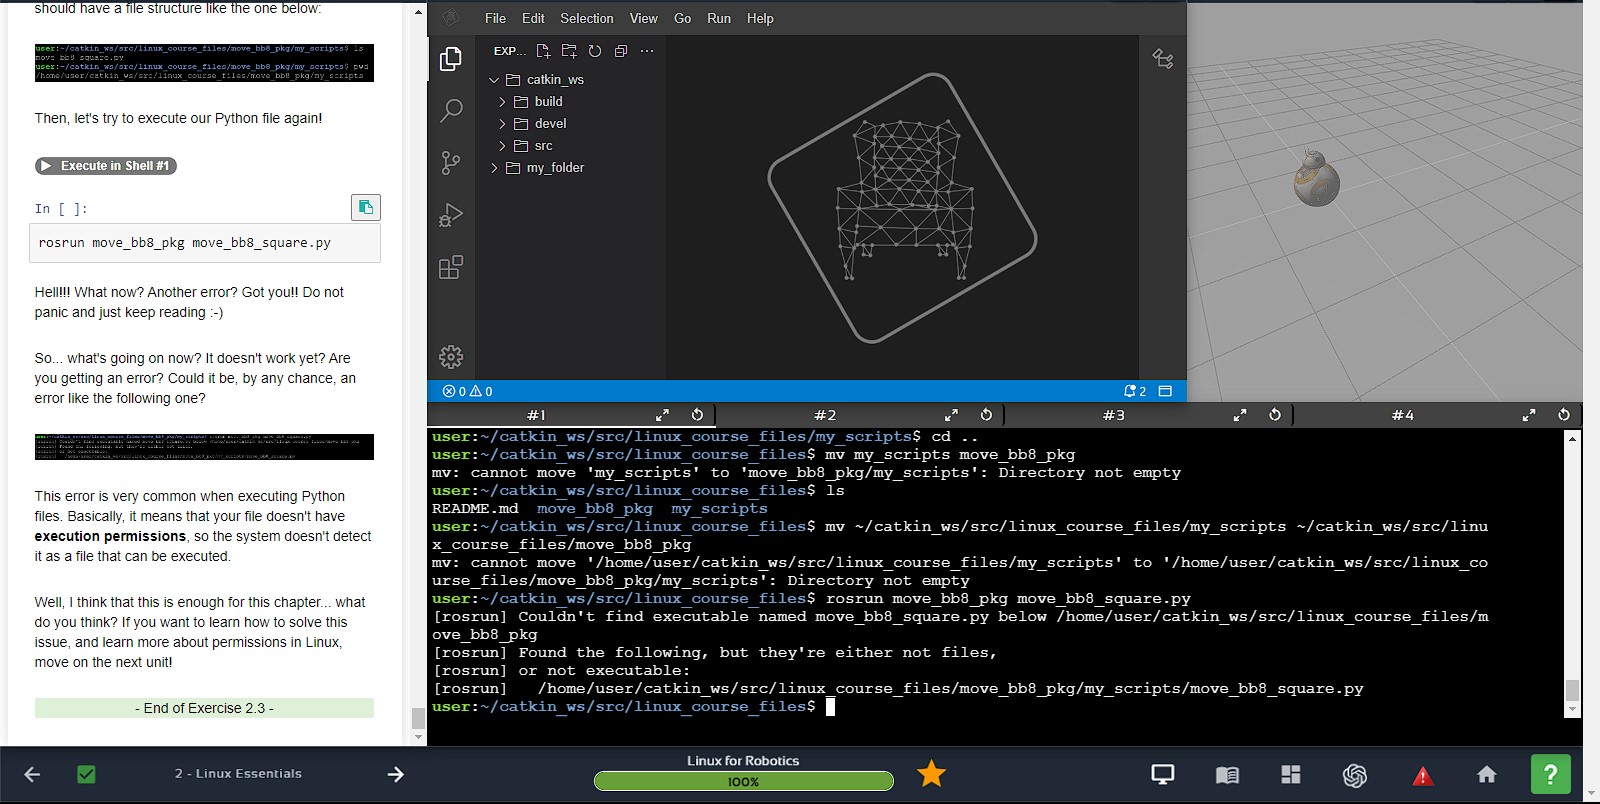 should have a file structure like the one below:
user:~/catkin_ws/src/linux_course_files/move_bb8_pkg/my_scripts$ ls
move_bb8_square.py
user:~/catkin_ws/src/linux_course_files/move_bb8_pkg/my_scripts$ pwd
/home/user/catkin_ws/src/linux_course_files/move_bb8_pkg/my_scripts
Then, let's try to execute our Python file again!
Execute in Shell #1
In [ ]:
rosrun move_bb8_pkg move_bb8_square.py
Hell!!! What now? Another error? Got you!! Do not
panic and just keep reading :-)
So... what's going on now? It doesn't work yet? Are
you getting an error? Could it be, by any chance, an
error like the following one?
This error is very common when executing Python
files. Basically, it means that your file doesn't have
execution permissions, so the system doesn't detect
it as a file that can be executed.
Well, I think that this is enough for this chapter... what
do you think? If you want to learn how to solve this
issue, and learn more about permissions in Linux,
move on the next unit!
- End of Exercise 2.3 -
File Edit Selection View Go Run Help
EXP...
catkin_ws
build
devel
src
my_folder
0 0
2
#1 #2 #3 #4
user:~/catkin_ws/src/linux_course_files/my_scripts$ cd ..
user:~/catkin_ws/src/linux_course_files$ mv my_scripts move_bb8_pkg
mv: cannot move 'my_scripts' to 'move_bb8_pkg/my_scripts': Directory not empty
user:~/catkin_ws/src/linux_course_files$ ls
README.md move_bb8_pkg my_scripts
user:~/catkin_ws/src/linux_course_files$ mv ~/catkin_ws/src/linux_course_files/my_scripts ~/catkin_ws/src/linu
x_course_files/move_bb8_pkg
mv: cannot move '/home/user/catkin_ws/src/linux_course_files/my_scripts' to '/home/user/catkin_ws/src/linux_co
urse_files/move_bb8_pkg/my_scripts': Directory not empty
user:~/catkin_ws/src/linux_course_files$ rosrun move_bb8_pkg move_bb8_square.py
[rosrun] Couldn't find executable named move_bb8_square.py below /home/user/catkin_ws/src/linux_course_files/m
ove_bb8_pkg
[rosrun] Found the following, but they're either not files,
[rosrun] or not executable:
[rosrun] /home/user/catkin_ws/src/linux_course_files/move_bb8_pkg/my_scripts/move_bb8_square.py
user:~/catkin_ws/src/linux_course_files$
2 - Linux Essentials
Linux for Robotics
100%
?